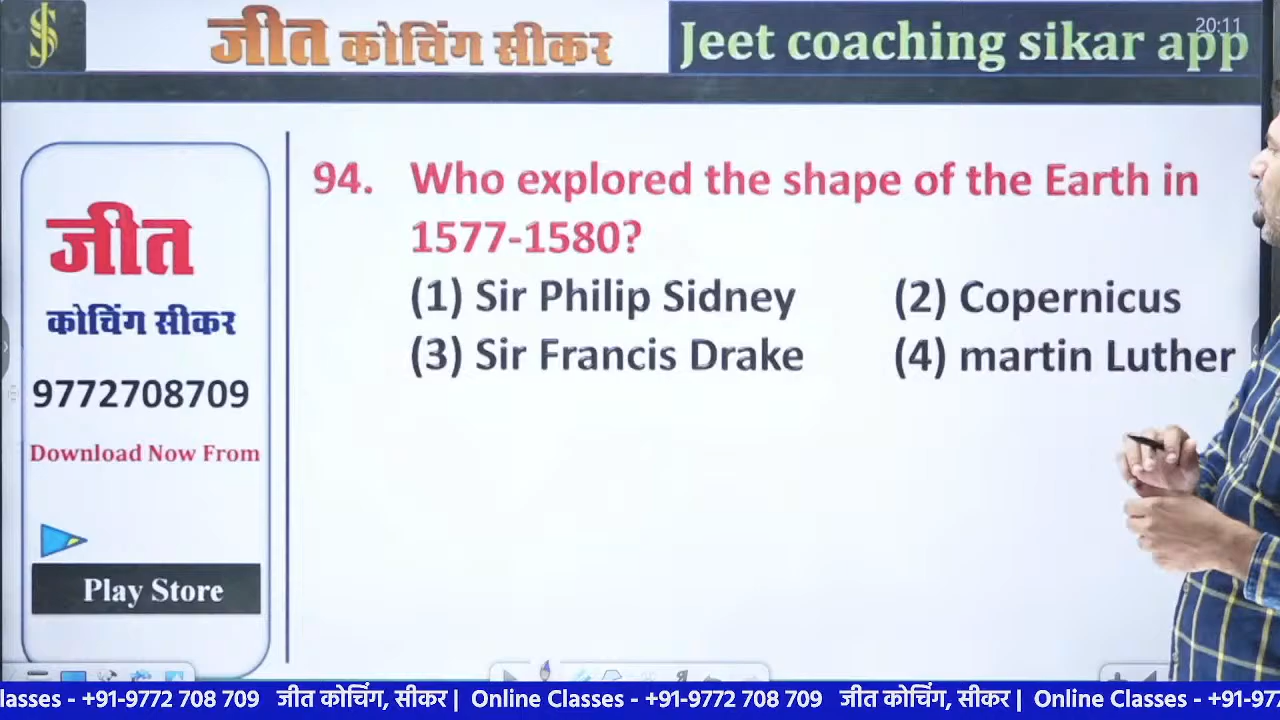 जीत कोचिंग सीकर
Jeet coaching sikar app
20:11
जीत
कोचिंग सीकर
9772708709
Download Now From
Play Store
94. Who explored the shape of the Earth in
1577-1580?
(1) Sir Philip Sidney (2) Copernicus
(3) Sir Francis Drake (4) martin Luther
lasses - +91-9772 708 709 जीत कोचिंग, सीकर | Online Classes - +91-9772 708 709 जीत कोचिंग, सीकर | Online Classes - +91-97